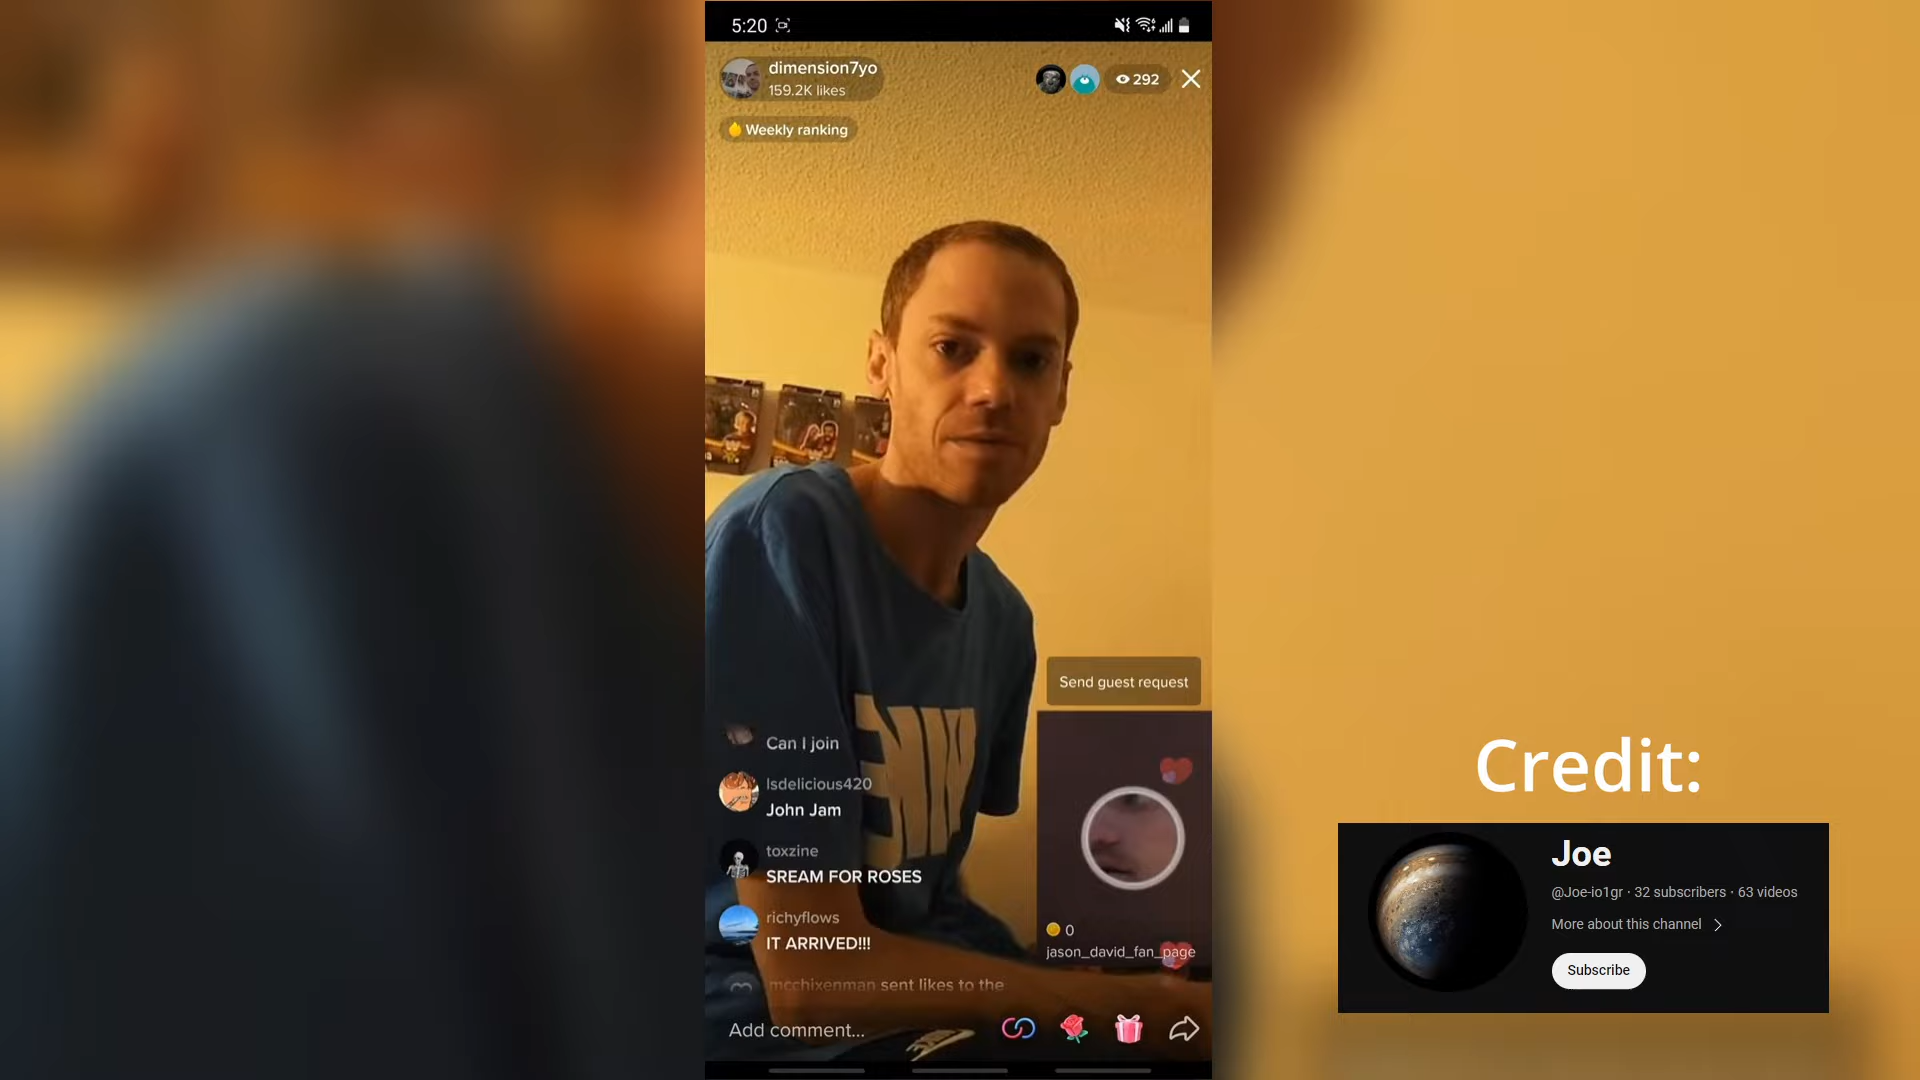 5:20
dimension7yo
159.2K likes
292
Weekly ranking
Send guest request
Can I join
lsdelicious420
John Jam
toxzine
SREAM FOR ROSES
richyflows
IT ARRIVED!!!
0
jason_david_fan_page
mcchixenman sent likes to the
Add comment...
Credit:
Joe
@Joe-io1gr · 32 subscribers · 63 videos
More about this channel
Subscribe